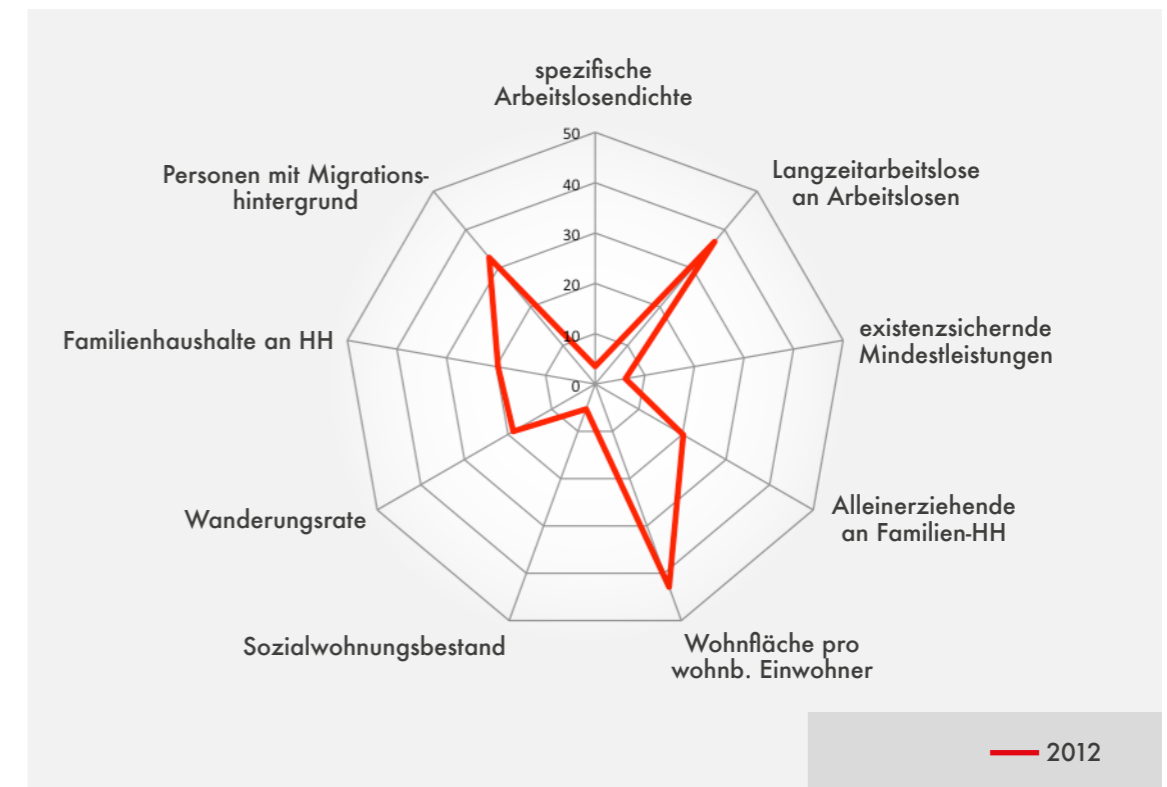 spezifische
Arbeitslosendichte
50
40
30
20
10
0
Langzeitarbeitslose
an Arbeitslosen
existenzsichernde
Mindestleistungen
Alleinerziehende
an Familien-HH
Wohnfläche pro
wohnb. Einwohner
Sozialwohnungsbestand
Wanderungsrate
Familienhaushalte an HH
Personen mit Migrations-
hintergrund
2012